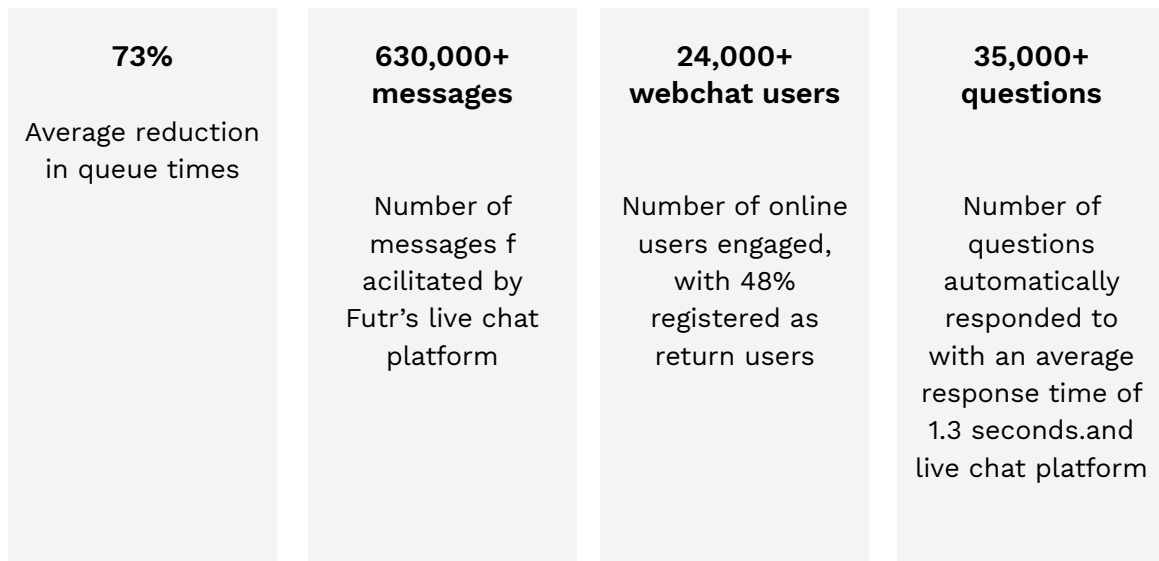 73%
Average reduction
in queue times
630,000+
messages
Number of
messages f
acilitated by
Futr’s live chat
platform
24,000+
webchat users
Number of online
users engaged,
with 48%
registered as
return users
35,000+
questions
Number of
questions
automatically
responded to
with an average
response time of
1.3 seconds.and
live chat platform